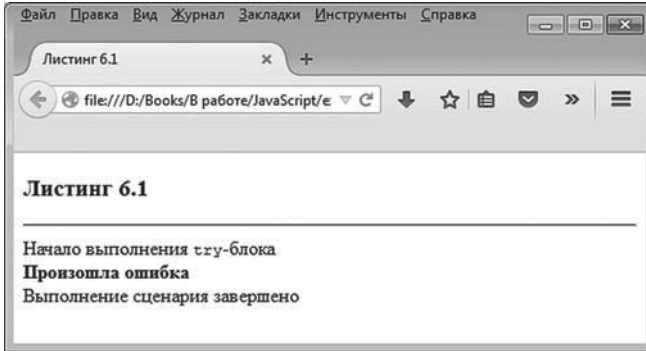 Файл Правка Вид Журнал Закладки Инструменты Справка
Листинг 6.1
file:///D:/Books/В работе/JavaScript/e
Листинг 6.1
Начало выполнения try-блока
Произошла ошибка
Выполнение сценария завершено